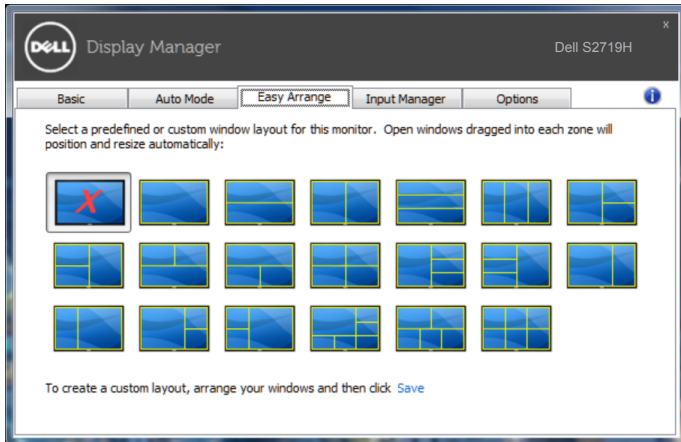 x
DELL Display Manager Dell S2719H
Basic Auto Mode Easy Arrange Input Manager Options i
Select a predefined or custom window layout for this monitor. Open windows dragged into each zone will
position and resize automatically:
X
To create a custom layout, arrange your windows and then click Save